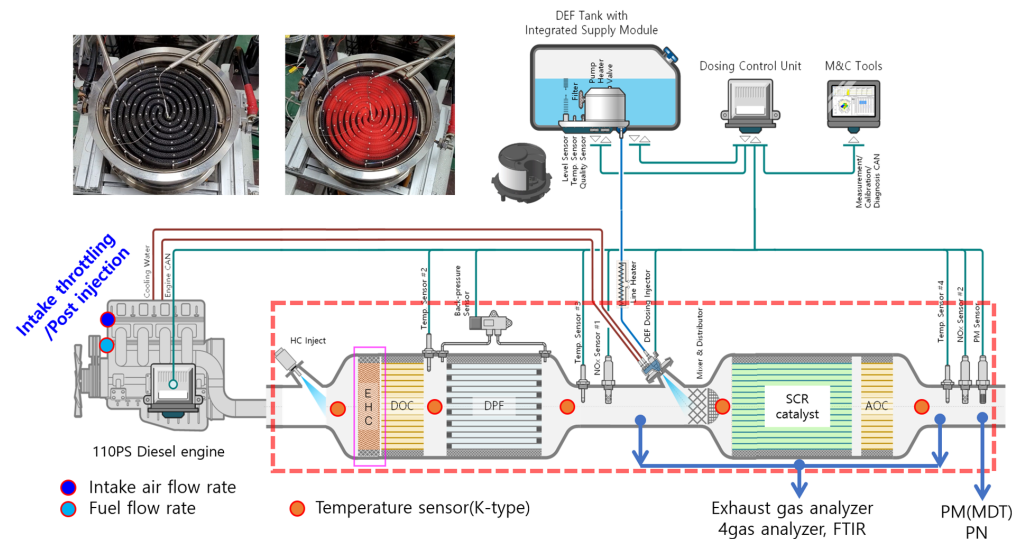 DEF Tank with
Integrated Supply Module
Dosing Control Unit
M&C Tools
Pump
Heater
Valve
Filter
Level Sensor
Temp. Sensor
Quality Sensor
Measurement/
Calibration/
Diagnosis CAN
Intake throttling
/Post injection
Cooling Water
Engine CAN
Temp. Sensor #2
Back-pressure
Sensor
Temp. Sensor #3
NOx Sensor #1
Line Heater
DEF Dosing Injector
Mixer & Distributor
Temp. Sensor #4
NOx Sensor #2
PM Sensor
HC Inject
EHC
DOC
DPF
SCR
catalyst
AOC
110PS Diesel engine
Intake air flow rate
Fuel flow rate
Temperature sensor(K-type)
Exhaust gas analyzer
4gas analyzer, FTIR
PM(MDT)
PN